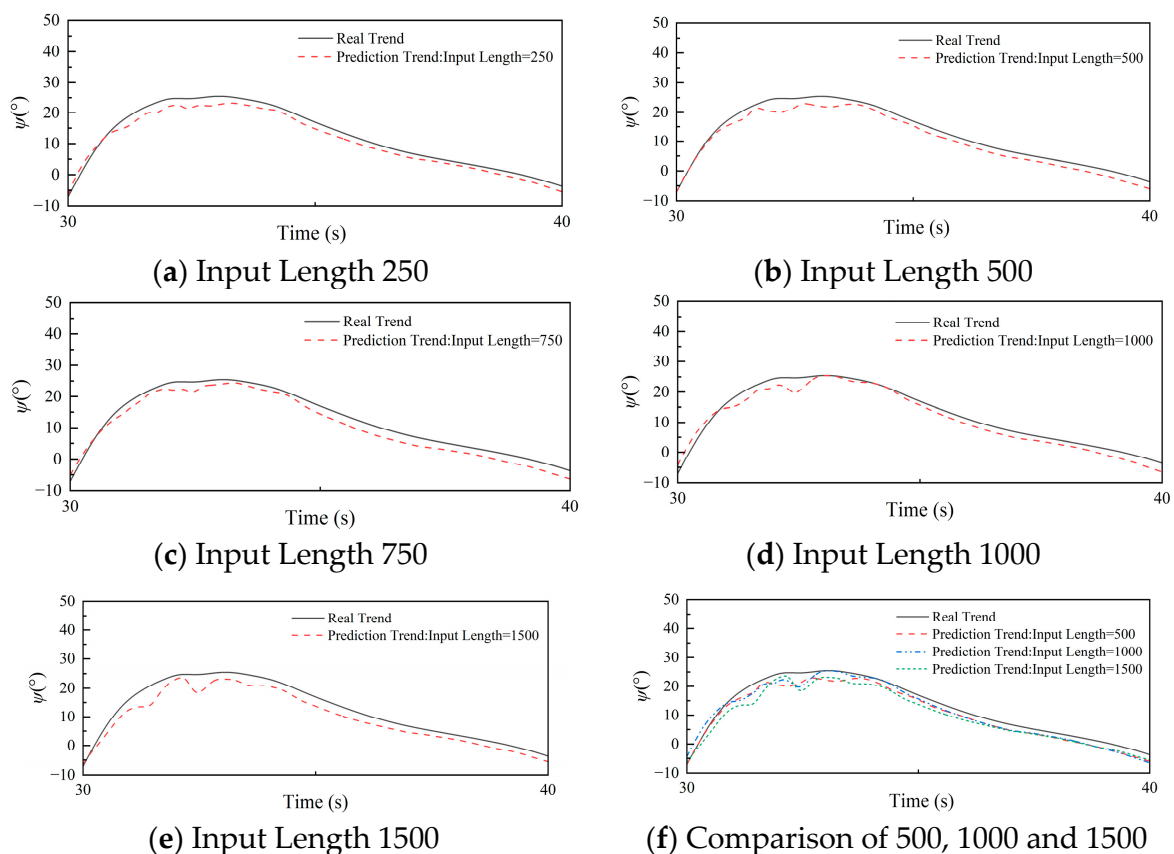 50
40
30
20
10
0
−10
ψ(°)
Real Trend
Prediction Trend:Input Length=250
30
40
Time (s)
(a) Input Length 250
50
40
30
20
10
0
−10
ψ(°)
Real Trend
Prediction Trend:Input Length=500
30
40
Time (s)
(b) Input Length 500
50
40
30
20
10
0
−10
ψ(°)
Real Trend
Prediction Trend:Input Length=750
30
40
Time (s)
(c) Input Length 750
50
40
30
20
10
0
−10
ψ(°)
Real Trend
Prediction Trend:Input Length=1000
30
40
Time (s)
(d) Input Length 1000
50
40
30
20
10
0
−10
ψ(°)
Real Trend
Prediction Trend:Input Length=1500
30
40
Time (s)
(e) Input Length 1500
50
40
30
20
10
0
−10
ψ(°)
Real Trend
Prediction Trend:Input Length=500
Prediction Trend:Input Length=1000
Prediction Trend:Input Length=1500
30
40
Time (s)
(f) Comparison of 500, 1000 and 1500